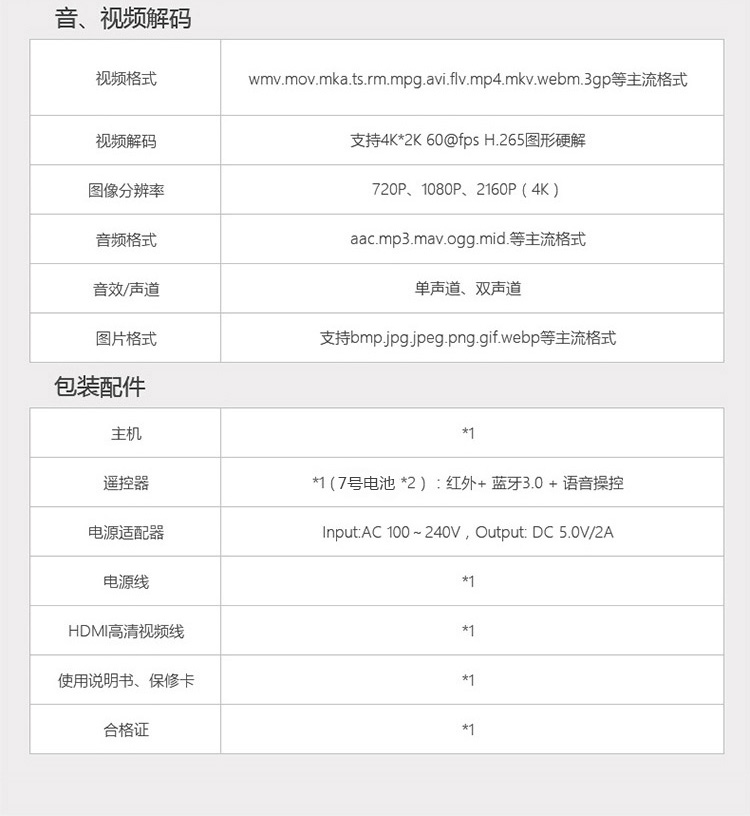 音、视频解码
视频格式
wmv.mov.mka.ts.rm.mpg.avi.flv.mp4.mkv.webm.3gp等主流格式
视频解码
支持4K*2K 60@fps H.265图形硬解
图像分辨率
720P、1080P、2160P ( 4K )
音频格式
aac.mp3.mav.ogg.mid.等主流格式
音效/声道
单声道、双声道
图片格式
支持bmp.jpg.jpeg.png.gif.webp等主流格式
包装配件
主机
*1
遥控器
*1 ( 7号电池 *2 ) ：红外+ 蓝牙3.0 + 语音操控
电源适配器
Input:AC 100～240V , Output: DC 5.0V/2A
电源线
*1
HDMI高清视频线
*1
使用说明书、保修卡
*1
合格证
*1